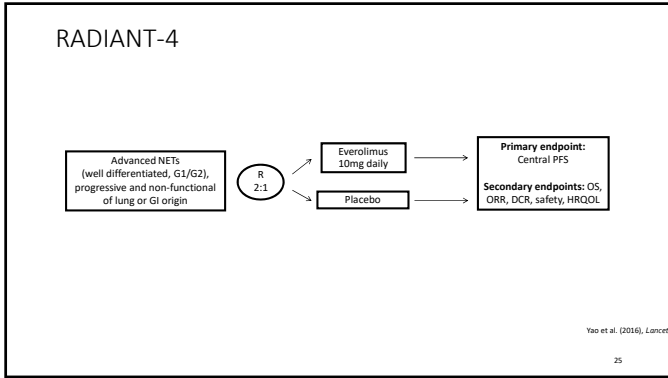 RADIANT-4
Advanced NETs
(well differentiated, G1/G2),
progressive and non-functional
of lung or GI origin
R
2:1
Everolimus
10mg daily
Placebo
Primary endpoint:
Central PFS
Secondary endpoints: OS,
ORR, DCR, safety, HRQOL
Yao et al. (2016), Lancet
25